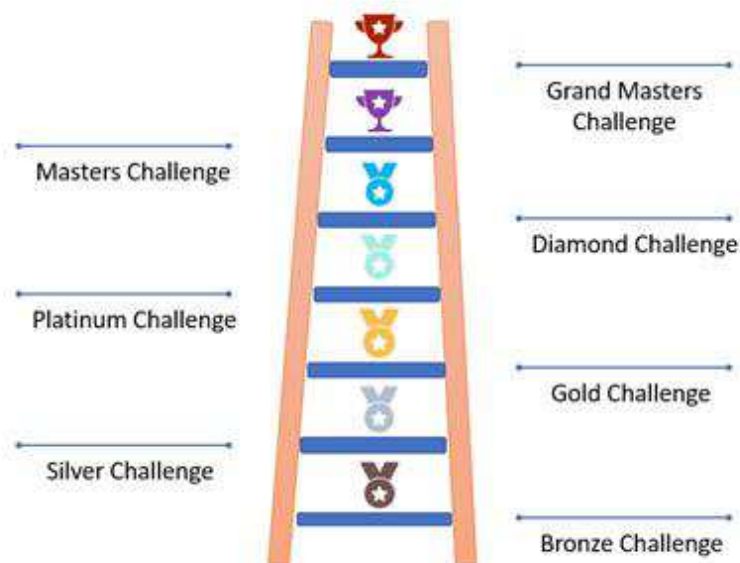 Grand Masters
Challenge
Masters Challenge
Diamond Challenge
Platinum Challenge
Gold Challenge
Silver Challenge
Bronze Challenge